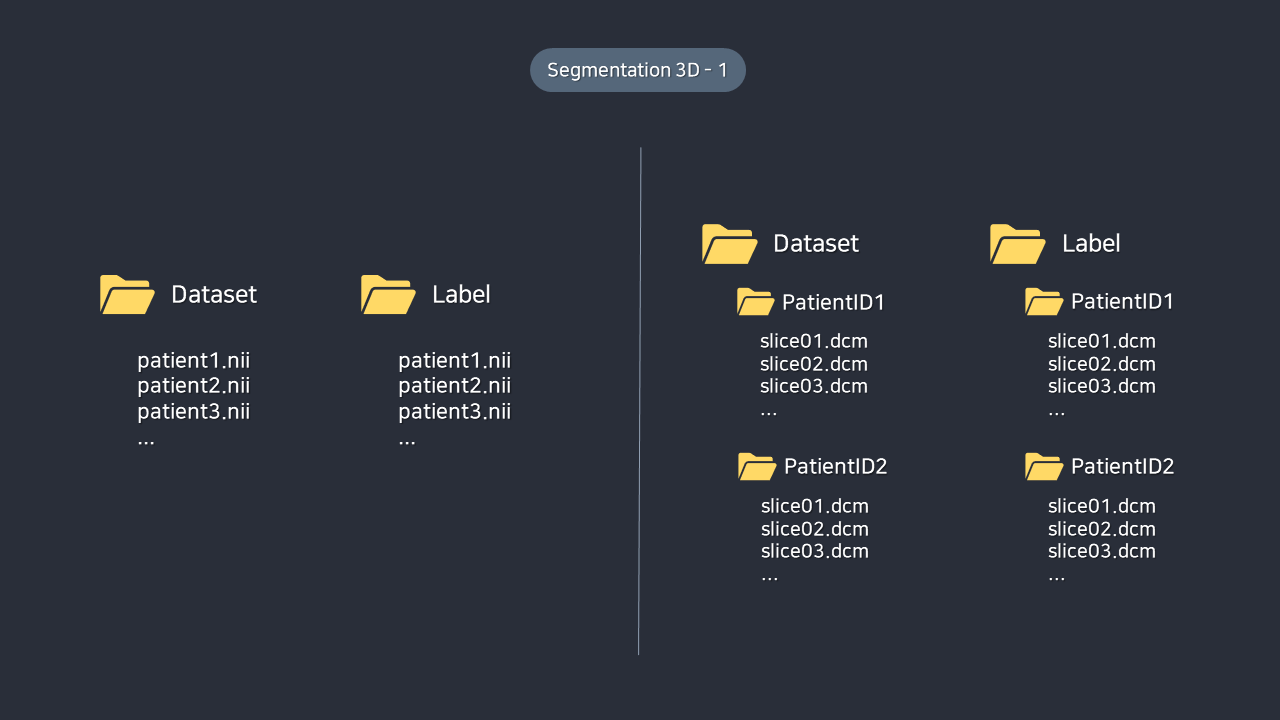 Segmentation 3D - 1
Dataset
patient1.nii
patient2.nii
patient3.nii
...
Label
patient1.nii
patient2.nii
patient3.nii
...
Dataset
PatientID1
slice01.dcm
slice02.dcm
slice03.dcm
...
PatientID2
slice01.dcm
slice02.dcm
slice03.dcm
...
Label
PatientID1
slice01.dcm
slice02.dcm
slice03.dcm
...
PatientID2
slice01.dcm
slice02.dcm
slice03.dcm
...